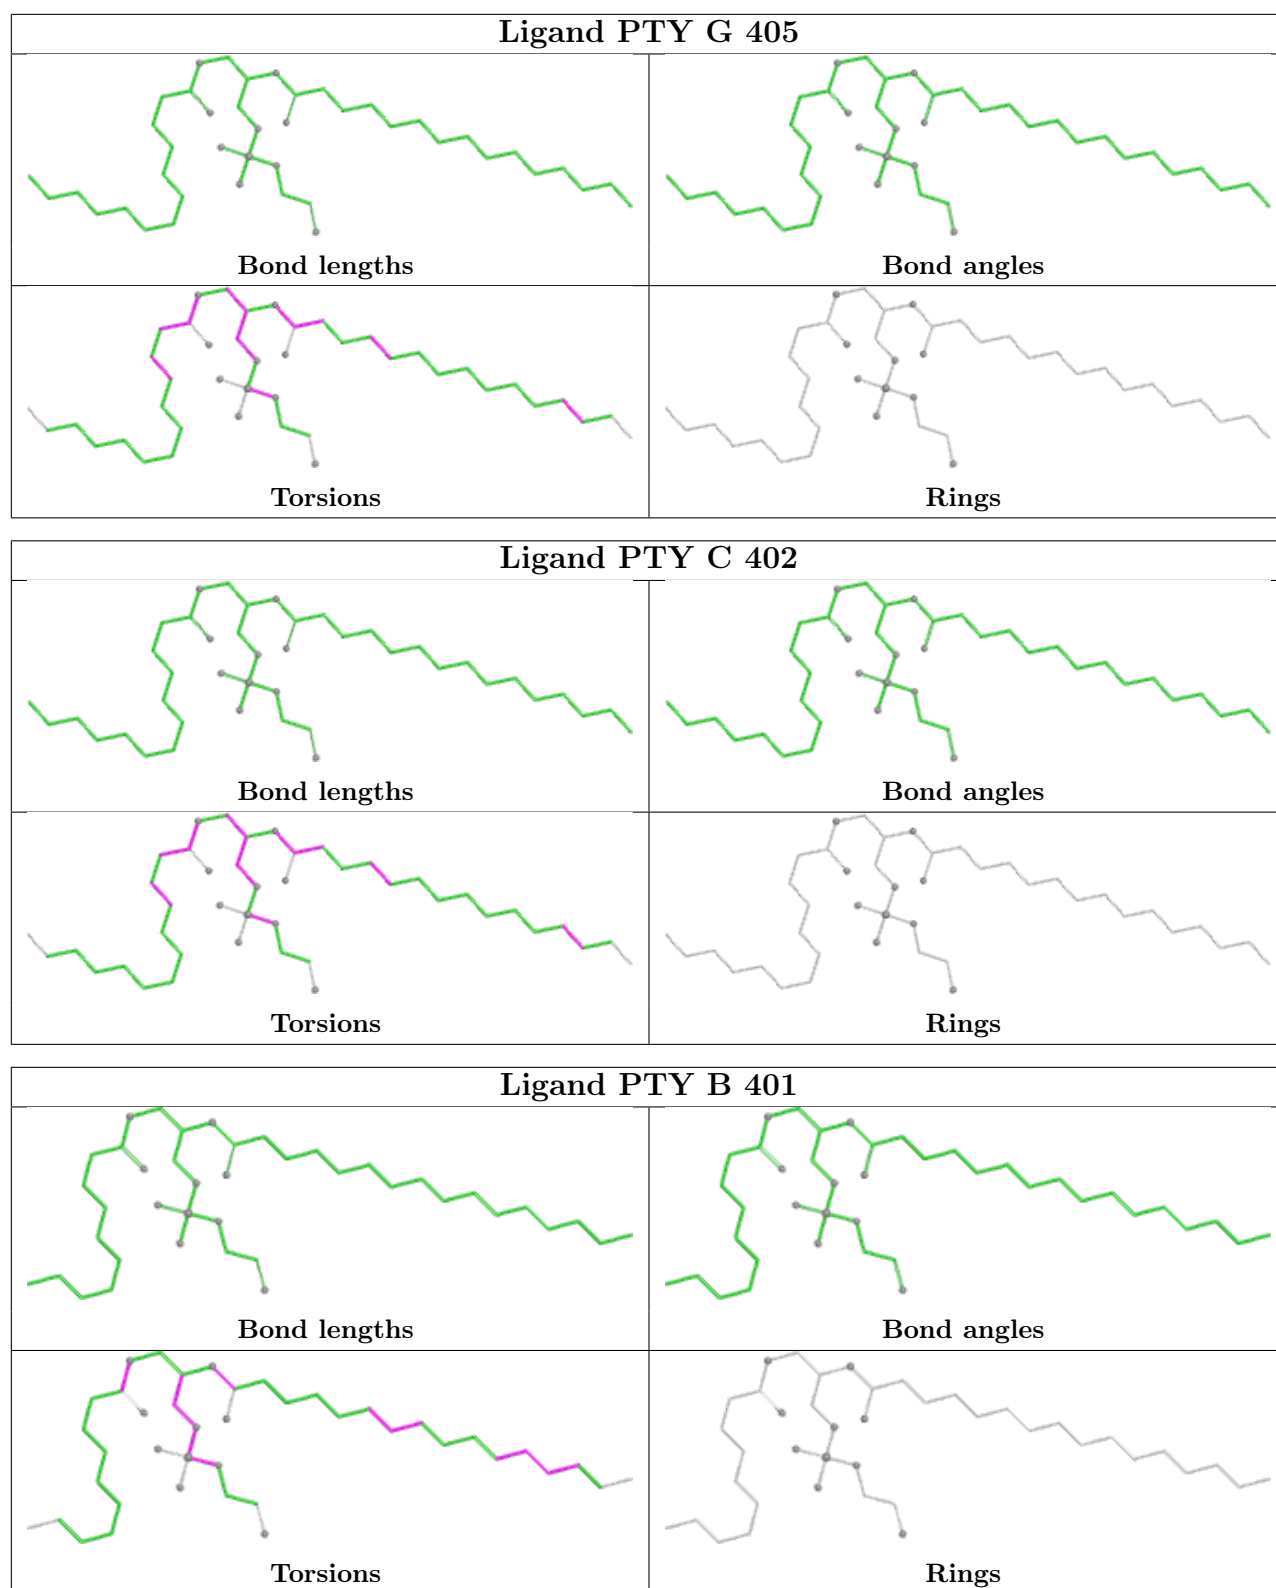 Ligand PTY G 405
Bond lengths
Bond angles
Torsions
Rings
Ligand PTY C 402
Bond lengths
Bond angles
Torsions
Rings
Ligand PTY B 401
Bond lengths
Bond angles
Torsions
Rings